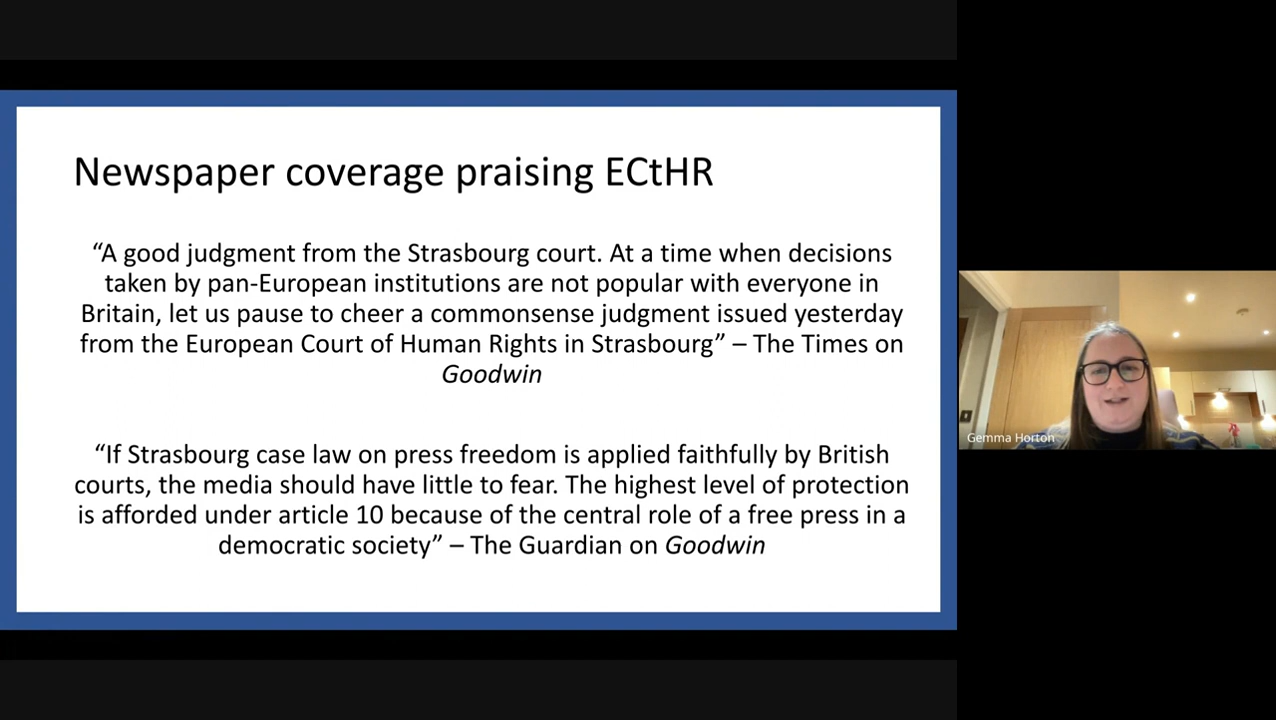 Newspaper coverage praising ECtHR
“A good judgment from the Strasbourg court. At a time when decisions
taken by pan-European institutions are not popular with everyone in
Britain, let us pause to cheer a commonsense judgment issued yesterday
from the European Court of Human Rights in Strasbourg” – The Times on
Goodwin
“If Strasbourg case law on press freedom is applied faithfully by British
courts, the media should have little to fear. The highest level of protection
is afforded under article 10 because of the central role of a free press in a
democratic society” – The Guardian on Goodwin
Gemma Horton